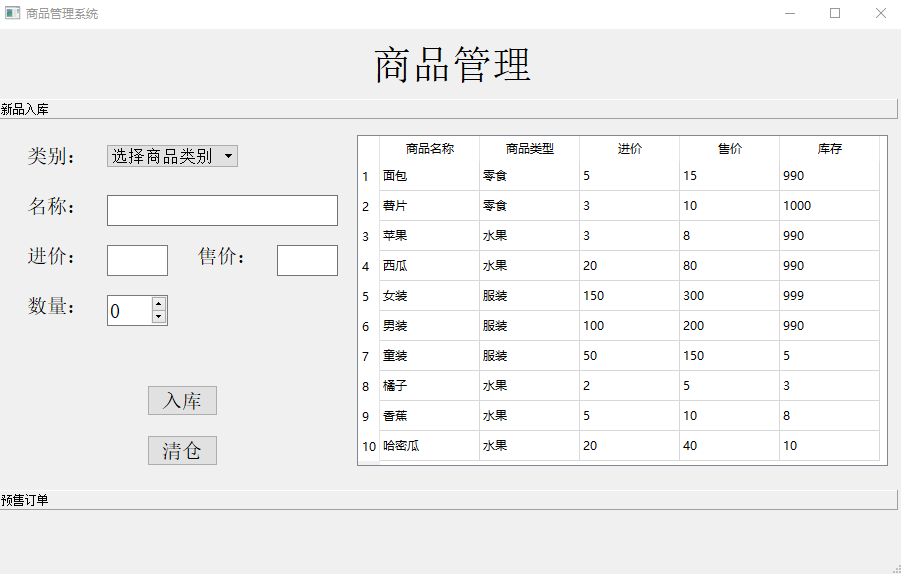 商品管理系统
商品管理
新品入库
类别： 选择商品类别
名称：
进价： 售价：
数量： 0
入库
清仓
商品名称 商品类型 进价 售价 库存
1 面包 零食 5 15 990
2 薯片 零食 3 10 1000
3 苹果 水果 3 8 990
4 西瓜 水果 20 80 990
5 女装 服装 150 300 999
6 男装 服装 100 200 990
7 童装 服装 50 150 5
8 橘子 水果 2 5 3
9 香蕉 水果 5 10 8
10 哈密瓜 水果 20 40 10
预售订单